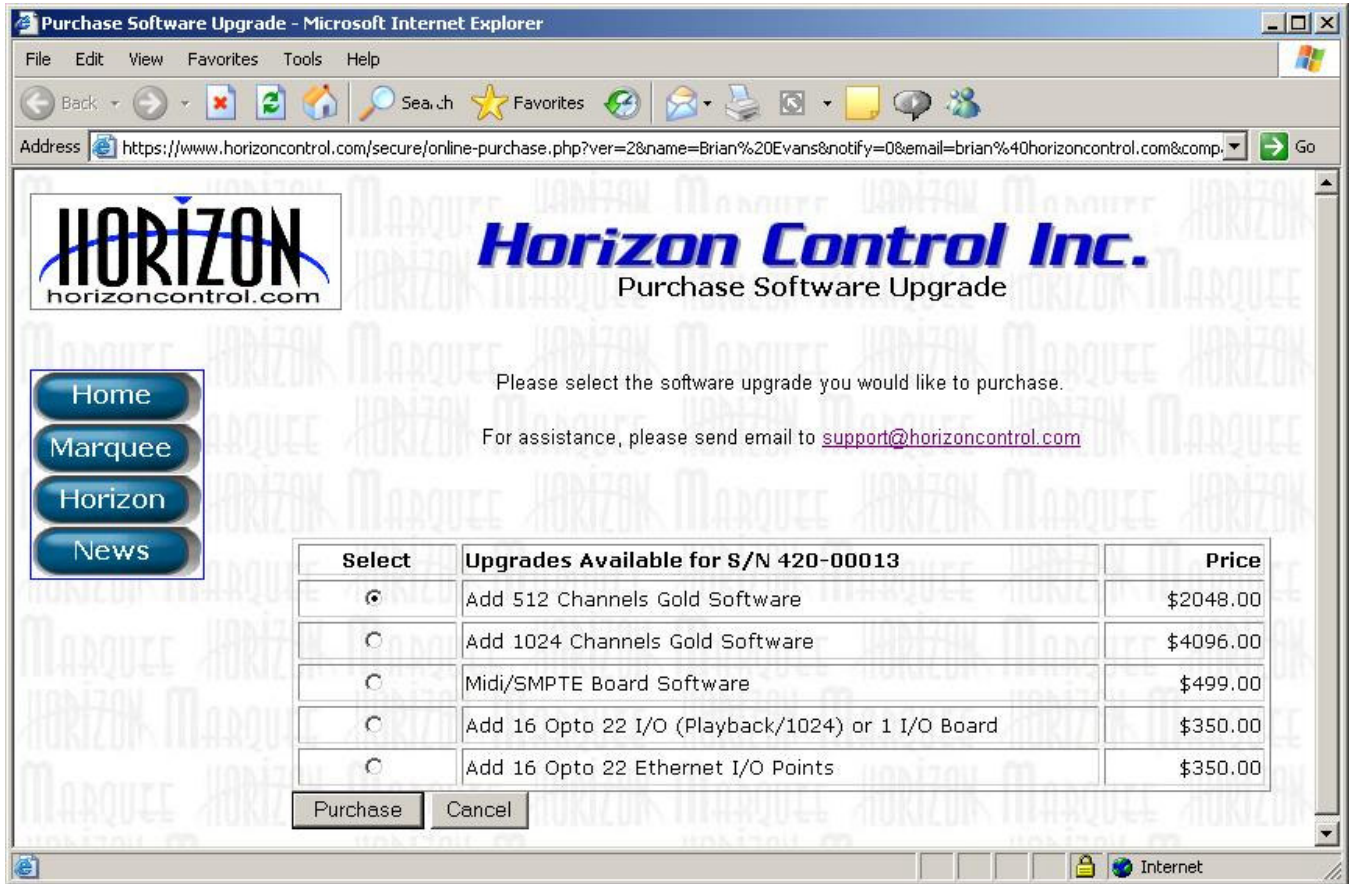 Purchase Software Upgrade - Microsoft Internet Explorer
File Edit View Favorites Tools Help
Back Search Favorites
Address https://www.horizoncontrol.com/secure/online-purchase.php?ver=2&name=Brian%20Evans&notify=0&email=brian%40horizoncontrol.com&comp. Go
HORIZON
horizoncontrol.com
Horizon Control Inc.
Purchase Software Upgrade
Home
Marquee
Horizon
News
Please select the software upgrade you would like to purchase.
For assistance, please send email to support@horizoncontrol.com
Select Upgrades Available for S/N 420-00013 Price
Add 512 Channels Gold Software $2048.00
Add 1024 Channels Gold Software $4096.00
Midi/SMPTE Board Software $499.00
Add 16 Opto 22 I/O (Playback/1024) or 1 I/O Board $350.00
Add 16 Opto 22 Ethernet I/O Points $350.00
Purchase Cancel
Internet